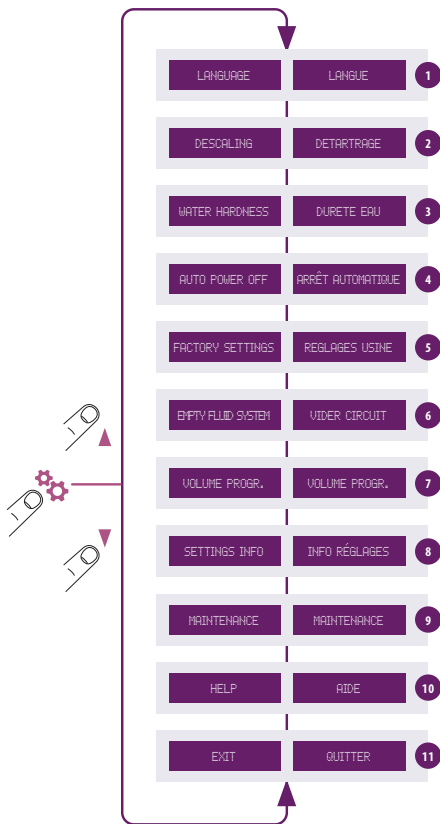 LANGUAGE LANGUE 1
DESCALING DETARTRAGE 2
WATER HARDNESS DURETE EAU 3
AUTO POWER OFF ARRÊT AUTOMATIQUE 4
FACTORY SETTINGS REGLAGES USINE 5
EMPTY FLUID SYSTEM VIDER CIRCUIT 6
VOLUME PROGR. VOLUME PROGR. 7
SETTINGS INFO INFO RÉGLAGES 8
MAINTENANCE MAINTENANCE 9
HELP AIDE 10
EXIT QUITTER 11